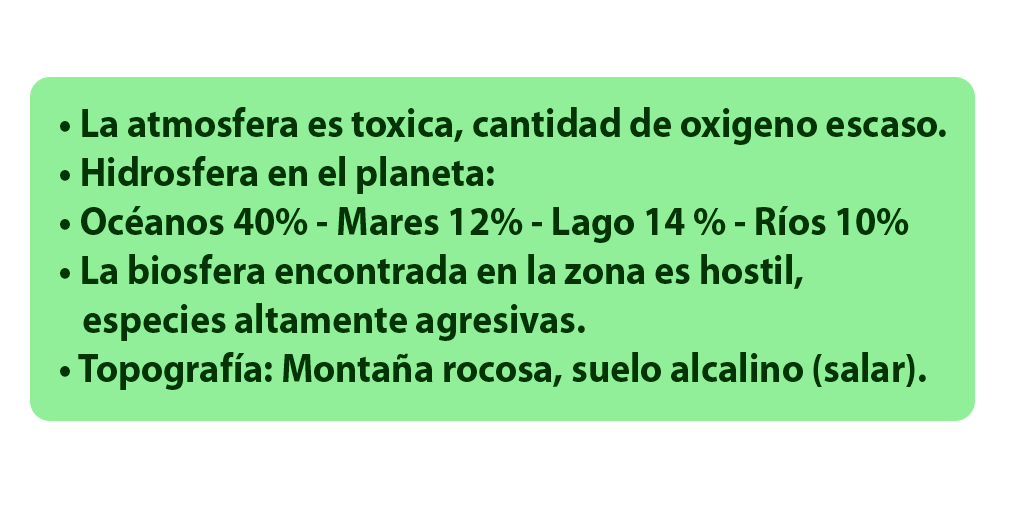 • La atmosfera es toxica, cantidad de oxigeno escaso.
• Hidrosfera en el planeta:
• Océanos 40% - Mares 12% - Lago 14 % - Ríos 10%
• La biosfera encontrada en la zona es hostil,
especies altamente agresivas.
• Topografía: Montaña rocosa, suelo alcalino (salar).